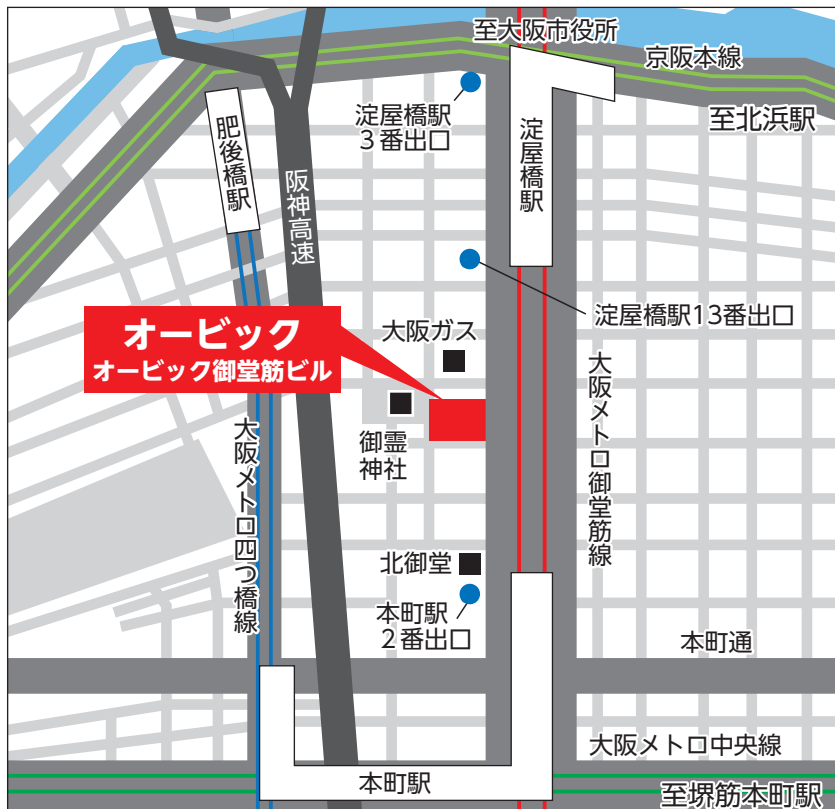 至大阪市役所
京阪本線
淀屋橋駅
３番出口
淀屋橋駅
至北浜駅
肥後橋駅
阪神高速
淀屋橋駅13番出口
オービック
オービック御堂筋ビル
大阪ガス
大阪メトロ御堂筋線
御霊
神社
大阪メトロ四つ橋線
北御堂
本町駅
２番出口
本町通
大阪メトロ中央線
本町駅
至堺筋本町駅